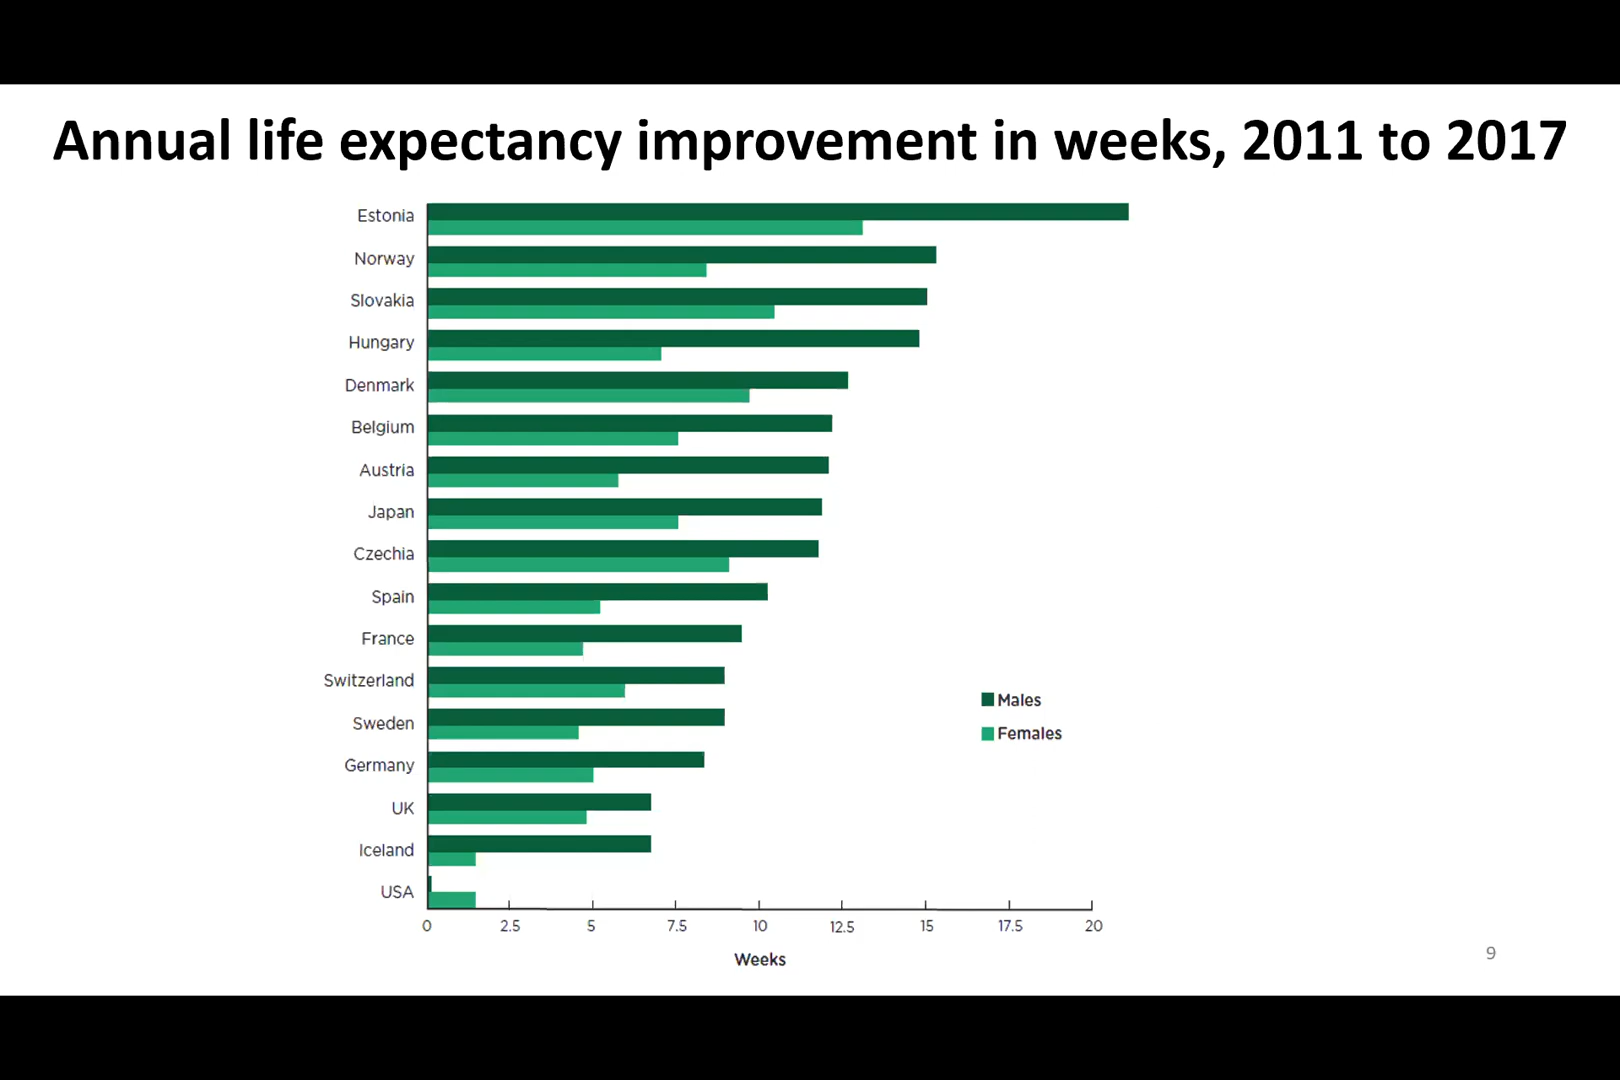 Annual life expectancy improvement in weeks, 2011 to 2017
Estonia
Norway
Slovakia
Hungary
Denmark
Belgium
Austria
Japan
Czechia
Spain
France
Switzerland
Sweden
Germany
UK
Iceland
USA
Males
Females
0 2.5 5 7.5 10 12.5 15 17.5 20
Weeks
9